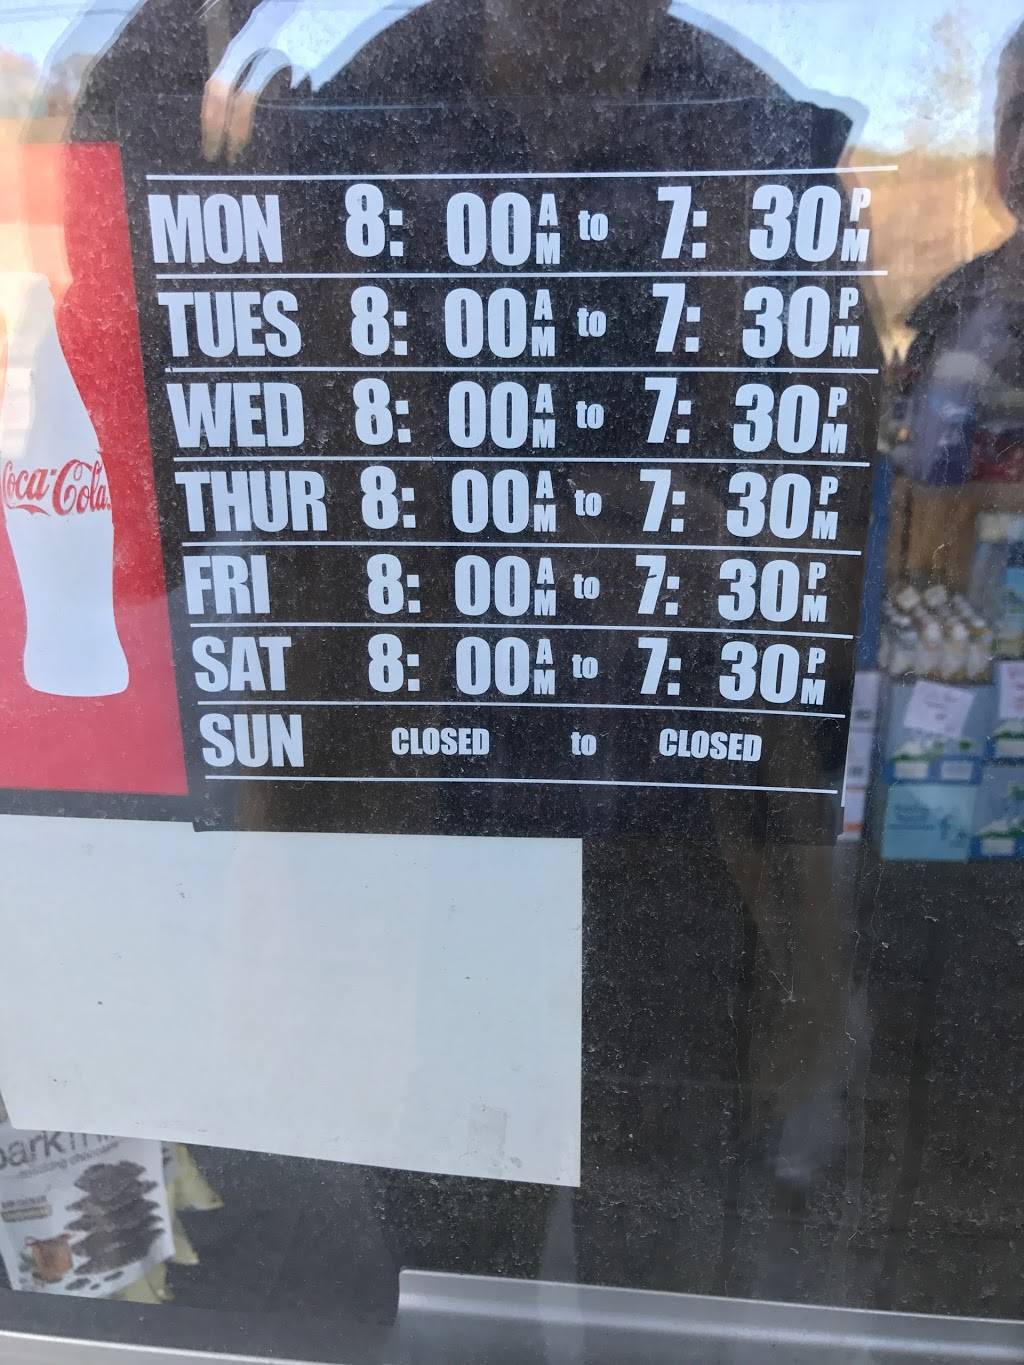 MON 8:00 AM to 7:30 PM
TUES 8:00 AM to 7:30 PM
WED 8:00 AM to 7:30 PM
THUR 8:00 AM to 7:30 PM
FRI 8:00 AM to 7:30 PM
SAT 8:00 AM to 7:30 PM
SUN CLOSED to CLOSED
Coca-Cola